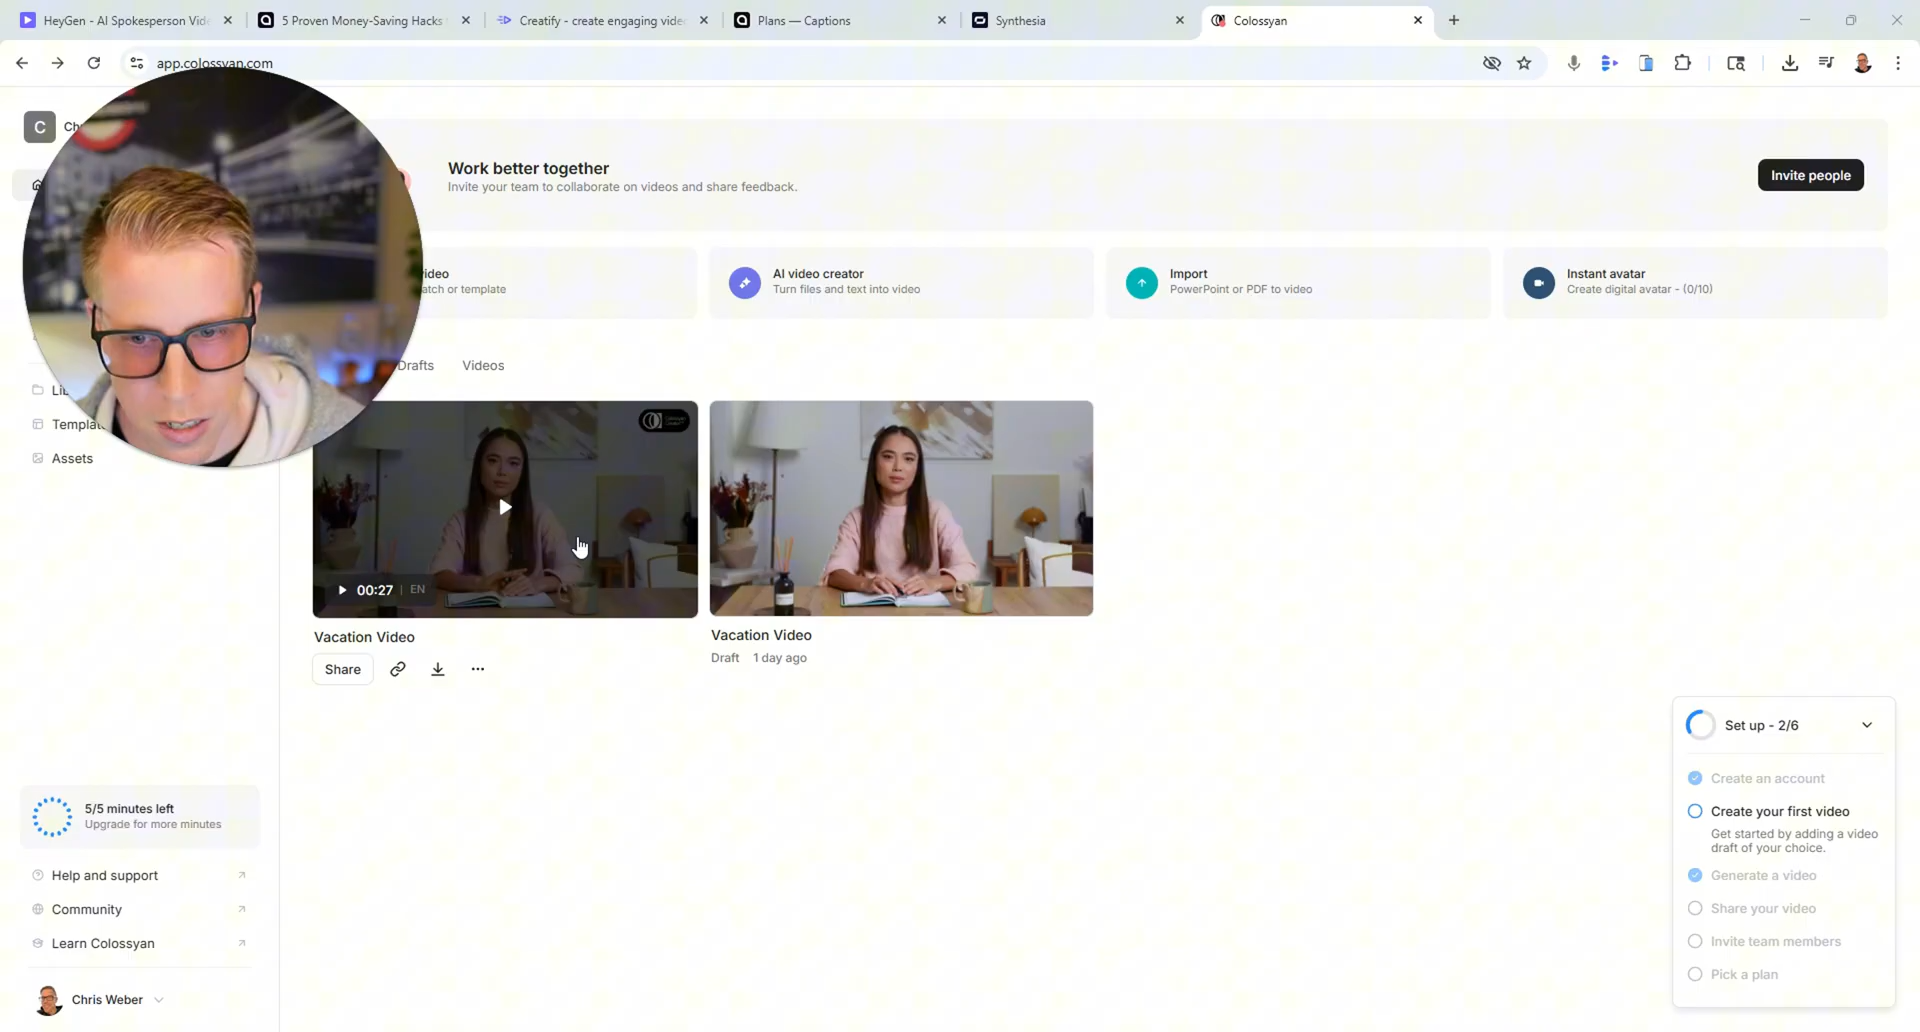 HeyGen - AI Spokesperson Vide
5 Proven Money-Saving Hacks
Creatify - create engaging vide
Plans — Captions
Synthesia
Colossyan
app.colossyan.com
C
Ch
Work better together
Invite your team to collaborate on videos and share feedback.
Invite people
video
atch or template
AI video creator
Turn files and text into video
Import
PowerPoint or PDF to video
Instant avatar
Create digital avatar - (0/10)
Drafts
Videos
Lib
Templat
Assets
00:27 | EN
Vacation Video
Share
Vacation Video
Draft 1 day ago
Set up - 2/6
Create an account
Create your first video
Get started by adding a video
draft of your choice.
Generate a video
Share your video
Invite team members
Pick a plan
5/5 minutes left
Upgrade for more minutes
Help and support
Community
Learn Colossyan
Chris Weber